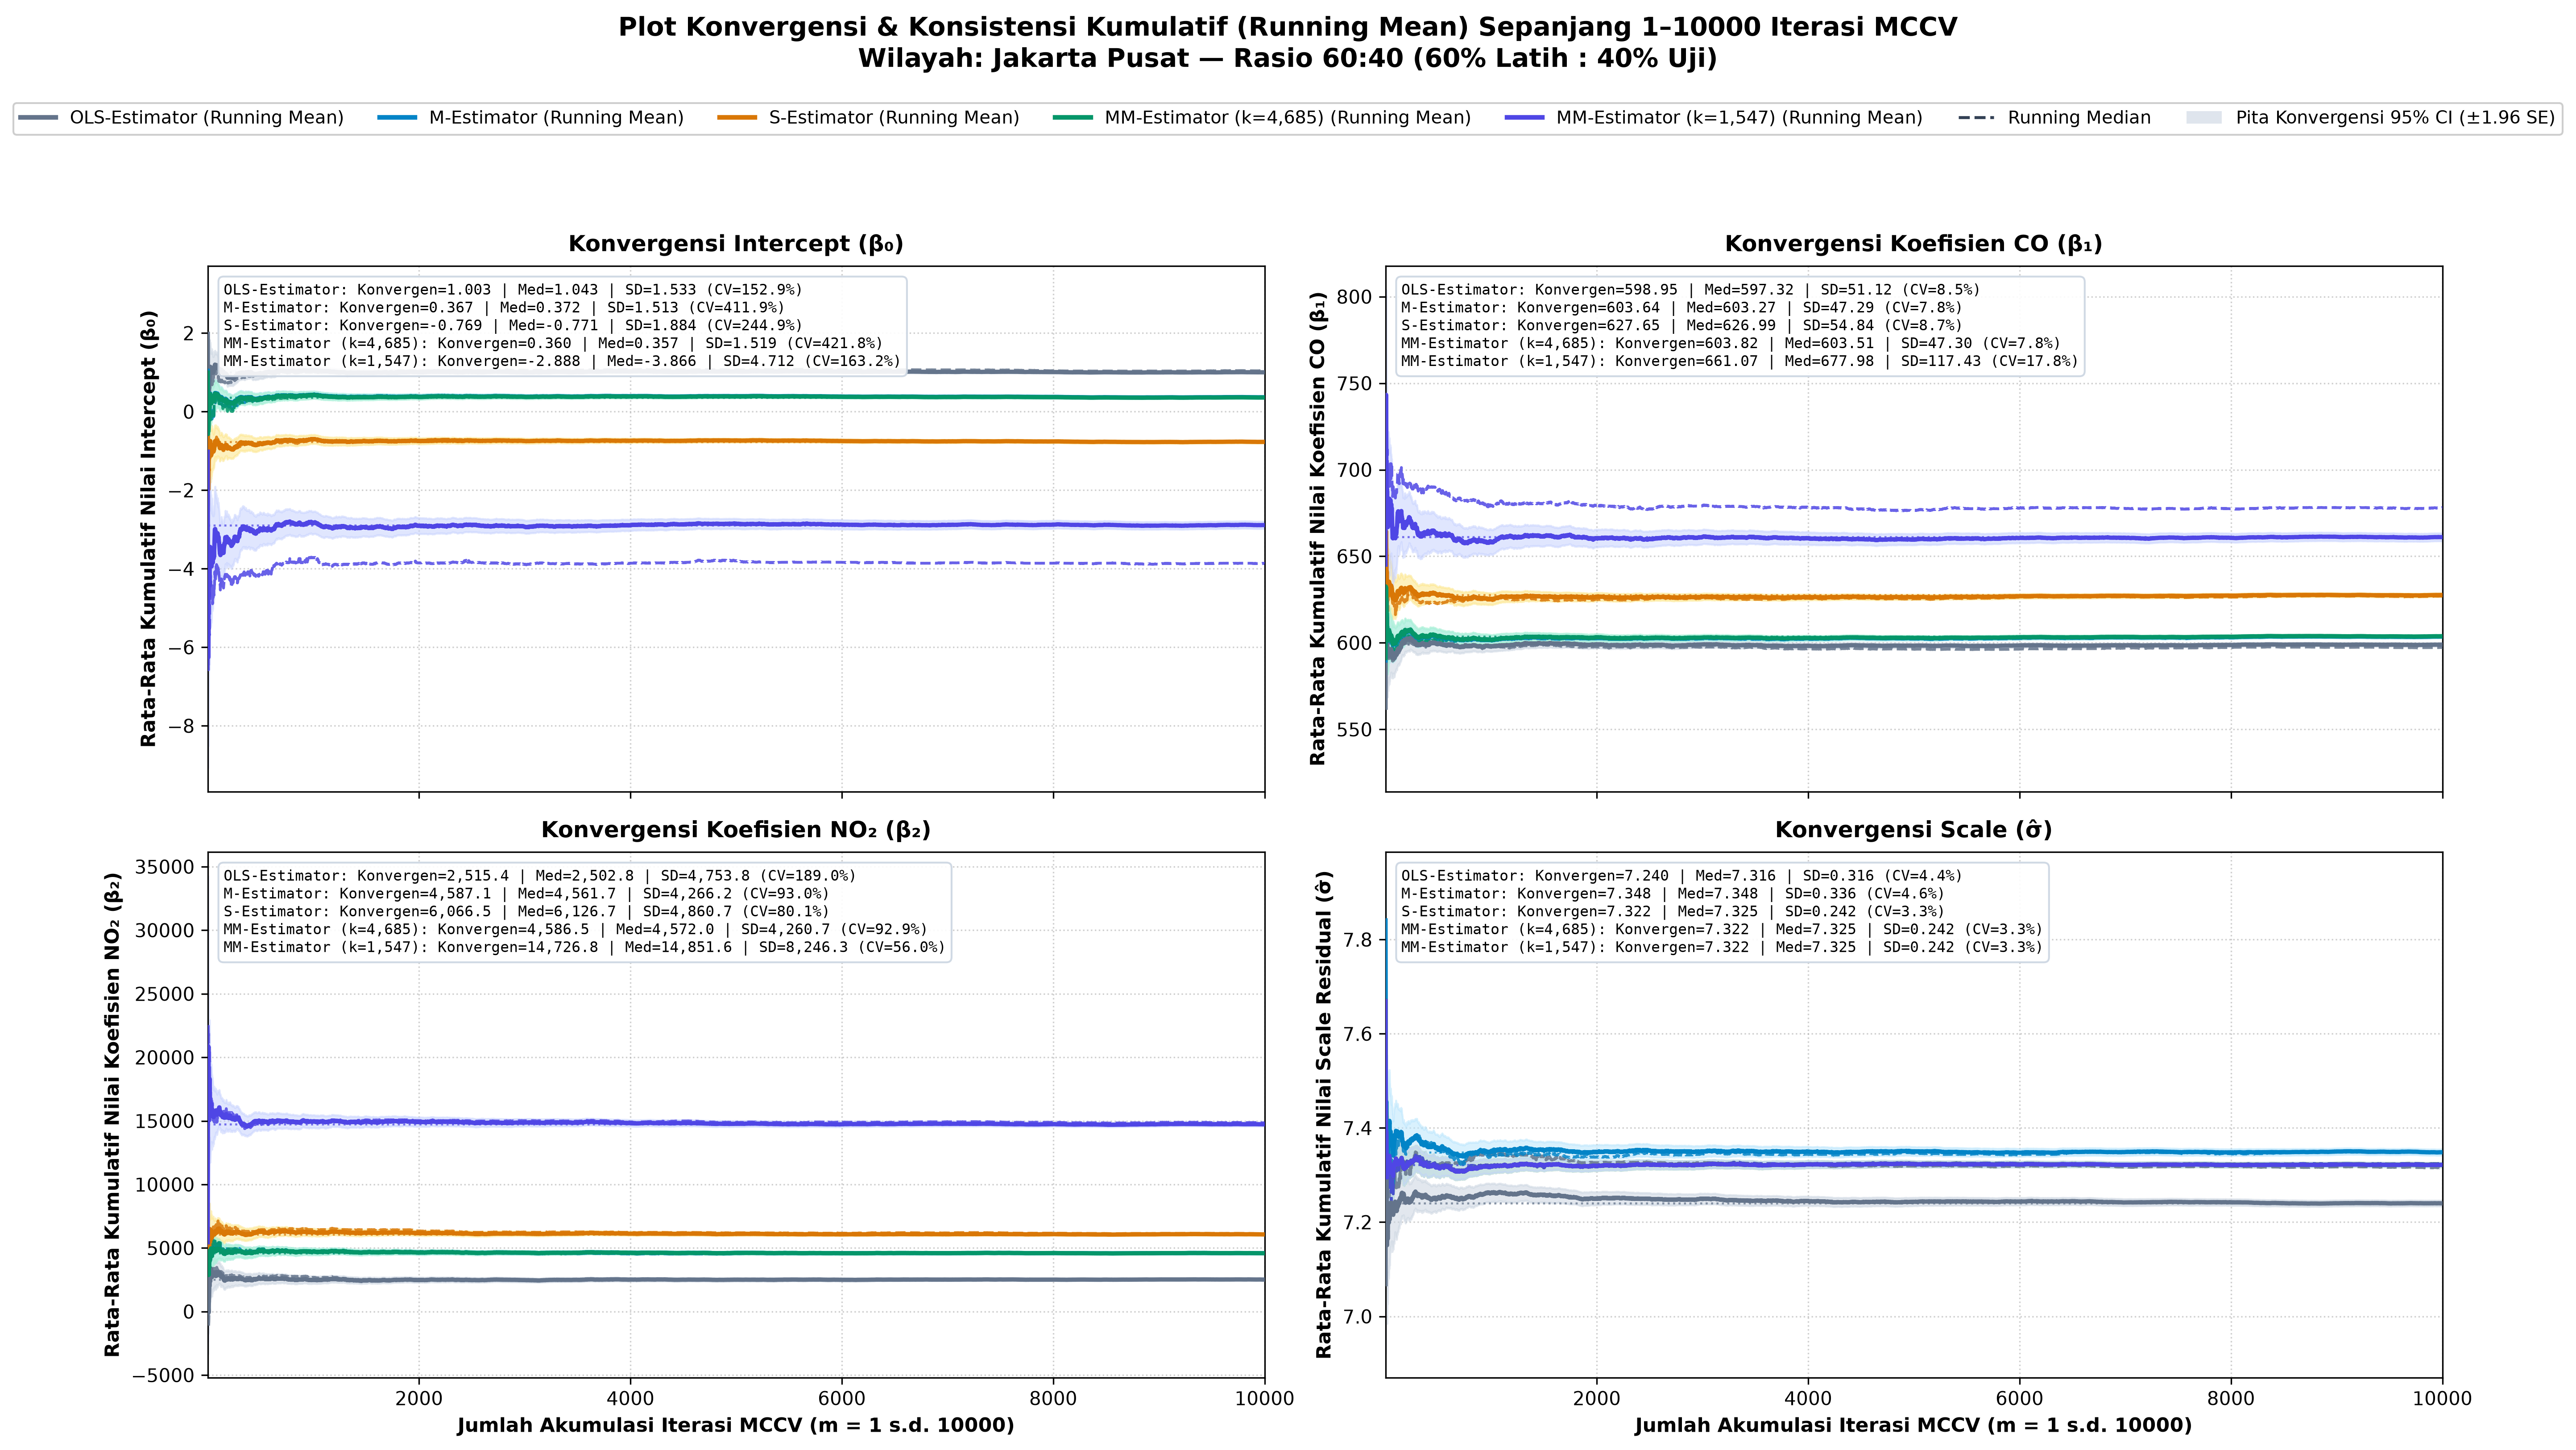 Plot Konvergensi & Konsistensi Kumulatif (Running Mean) Sepanjang 1–10000 Iterasi MCCV
Wilayah: Jakarta Pusat — Rasio 60:40 (60% Latih : 40% Uji)
OLS-Estimator (Running Mean)
M-Estimator (Running Mean)
S-Estimator (Running Mean)
MM-Estimator (k=4,685) (Running Mean)
MM-Estimator (k=1,547) (Running Mean)
Running Median
Pita Konvergensi 95% CI (±1.96 SE)
Konvergensi Intercept (β₀)
Rata-Rata Kumulatif Nilai Intercept (β₀)
OLS-Estimator: Konvergen=1.003 | Med=1.043 | SD=1.533 (CV=152.9%)
M-Estimator: Konvergen=0.367 | Med=0.372 | SD=1.513 (CV=411.9%)
S-Estimator: Konvergen=-0.769 | Med=-0.771 | SD=1.884 (CV=244.9%)
MM-Estimator (k=4,685): Konvergen=0.360 | Med=0.357 | SD=1.519 (CV=421.8%)
MM-Estimator (k=1,547): Konvergen=-2.888 | Med=-3.866 | SD=4.712 (CV=163.2%)
2
0
−2
−4
−6
−8
Konvergensi Koefisien CO (β₁)
Rata-Rata Kumulatif Nilai Koefisien CO (β₁)
OLS-Estimator: Konvergen=598.95 | Med=597.32 | SD=51.12 (CV=8.5%)
M-Estimator: Konvergen=603.64 | Med=603.27 | SD=47.29 (CV=7.8%)
S-Estimator: Konvergen=627.65 | Med=626.99 | SD=54.84 (CV=8.7%)
MM-Estimator (k=4,685): Konvergen=603.82 | Med=603.51 | SD=47.30 (CV=7.8%)
MM-Estimator (k=1,547): Konvergen=661.07 | Med=677.98 | SD=117.43 (CV=17.8%)
800
750
700
650
600
550
Konvergensi Koefisien NO₂ (β₂)
Rata-Rata Kumulatif Nilai Koefisien NO₂ (β₂)
OLS-Estimator: Konvergen=2,515.4 | Med=2,502.8 | SD=4,753.8 (CV=189.0%)
M-Estimator: Konvergen=4,587.1 | Med=4,561.7 | SD=4,266.2 (CV=93.0%)
S-Estimator: Konvergen=6,066.5 | Med=6,126.7 | SD=4,860.7 (CV=80.1%)
MM-Estimator (k=4,685): Konvergen=4,586.5 | Med=4,572.0 | SD=4,260.7 (CV=92.9%)
MM-Estimator (k=1,547): Konvergen=14,726.8 | Med=14,851.6 | SD=8,246.3 (CV=56.0%)
35000
30000
25000
20000
15000
10000
5000
0
−5000
2000 4000 6000 8000 10000
Jumlah Akumulasi Iterasi MCCV (m = 1 s.d. 10000)
Konvergensi Scale (σ̂)
Rata-Rata Kumulatif Nilai Scale Residual (σ̂)
OLS-Estimator: Konvergen=7.240 | Med=7.316 | SD=0.316 (CV=4.4%)
M-Estimator: Konvergen=7.348 | Med=7.348 | SD=0.336 (CV=4.6%)
S-Estimator: Konvergen=7.322 | Med=7.325 | SD=0.242 (CV=3.3%)
MM-Estimator (k=4,685): Konvergen=7.322 | Med=7.325 | SD=0.242 (CV=3.3%)
MM-Estimator (k=1,547): Konvergen=7.322 | Med=7.325 | SD=0.242 (CV=3.3%)
7.8
7.6
7.4
7.2
7.0
2000 4000 6000 8000 10000
Jumlah Akumulasi Iterasi MCCV (m = 1 s.d. 10000)